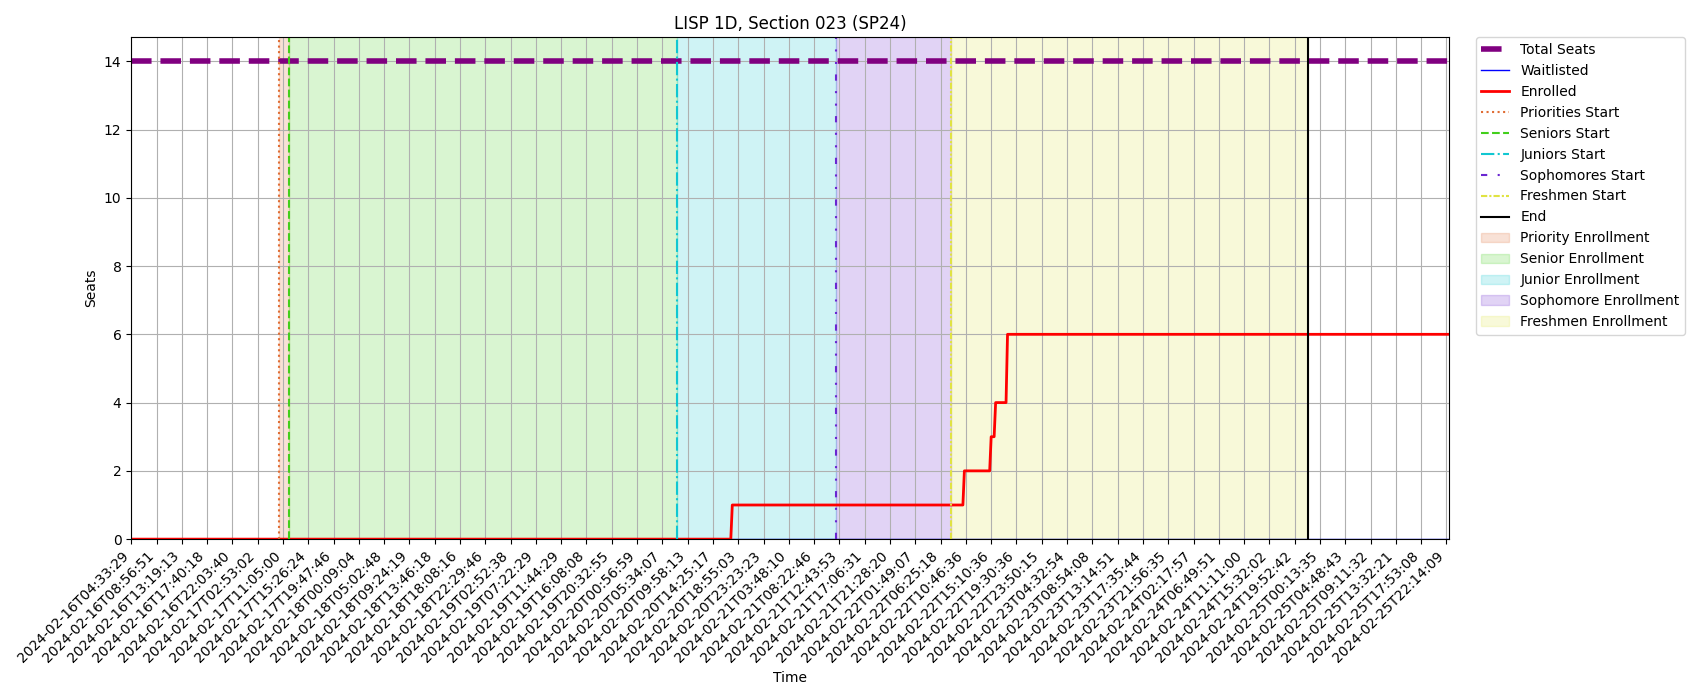 LISP 1D, Section 023 (SP24)
14
12
10
8
6
4
2
0
Seats
2024-02-16T04:33:29
2024-02-16T08:56:51
2024-02-16T13:19:13
2024-02-16T17:40:18
2024-02-16T22:03:40
2024-02-17T02:53:02
2024-02-17T11:05:00
2024-02-17T15:26:24
2024-02-17T19:47:46
2024-02-18T00:09:04
2024-02-18T05:02:48
2024-02-18T09:24:19
2024-02-18T13:46:18
2024-02-18T18:08:16
2024-02-18T22:29:46
2024-02-19T02:52:38
2024-02-19T07:22:29
2024-02-19T11:44:29
2024-02-19T16:08:08
2024-02-19T20:32:55
2024-02-20T00:56:59
2024-02-20T05:34:07
2024-02-20T09:58:13
2024-02-20T14:25:17
2024-02-20T18:55:03
2024-02-20T23:23:23
2024-02-21T03:48:10
2024-02-21T08:22:46
2024-02-21T12:43:53
2024-02-21T17:06:31
2024-02-21T21:28:20
2024-02-22T01:49:07
2024-02-22T06:25:18
2024-02-22T10:46:36
2024-02-22T15:10:36
2024-02-22T19:30:36
2024-02-22T23:50:15
2024-02-23T04:32:54
2024-02-23T08:54:08
2024-02-23T13:14:51
2024-02-23T17:35:44
2024-02-23T21:56:35
2024-02-24T02:17:57
2024-02-24T06:49:51
2024-02-24T11:11:00
2024-02-24T15:32:02
2024-02-24T19:52:42
2024-02-25T00:13:35
2024-02-25T04:48:43
2024-02-25T09:11:32
2024-02-25T13:32:21
2024-02-25T17:53:08
2024-02-25T22:14:09
Time
Total Seats
Waitlisted
Enrolled
Priorities Start
Seniors Start
Juniors Start
Sophomores Start
Freshmen Start
End
Priority Enrollment
Senior Enrollment
Junior Enrollment
Sophomore Enrollment
Freshmen Enrollment